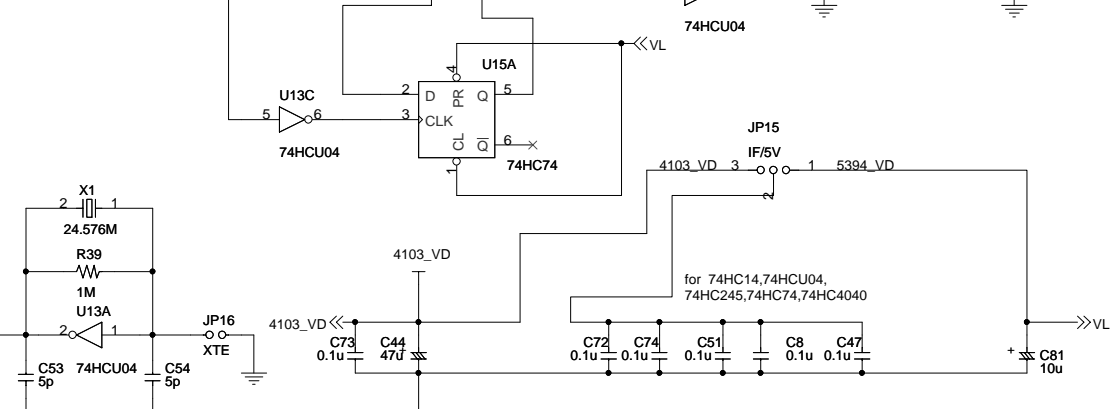 74HCU04
VL
4
U15A
2
D
PR
Q
5
U13C
5
6
3
CLK
74HCU04
CL
Q
6
74HC74
1
JP15
IF/5V
4103_VD
3
1
5394_VD
2
X1
2
1
24.576M
R39
1M
U13A
2
1
74HCU04
JP16
XTE
C53
5p
C54
5p
4103_VD
4103_VD
for 74HC14,74HCU04,
74HC245,74HC74,74HC4040
C73
0.1u
C44
47u
+
C72
0.1u
C74
0.1u
C51
0.1u
C8
0.1u
C47
0.1u
VL
+
C81
10u